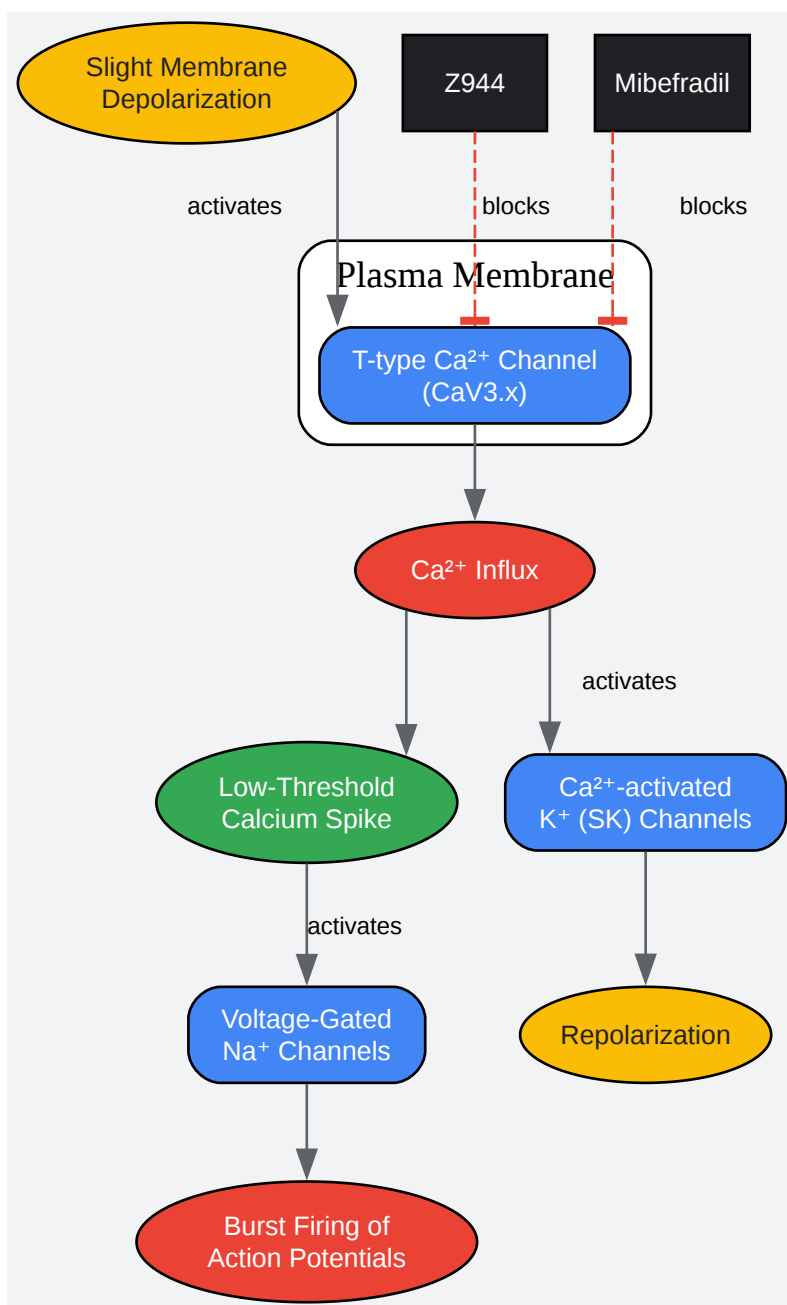 Slight Membrane
Depolarization
Z944
Mibefradil
activates
blocks
blocks
Plasma Membrane
T-type Ca²⁺ Channel
(CaV3.x)
Ca²⁺ Influx
activates
Low-Threshold
Calcium Spike
Ca²⁺-activated
K⁺ (SK) Channels
activates
Voltage-Gated
Na⁺ Channels
Repolarization
Burst Firing of
Action Potentials